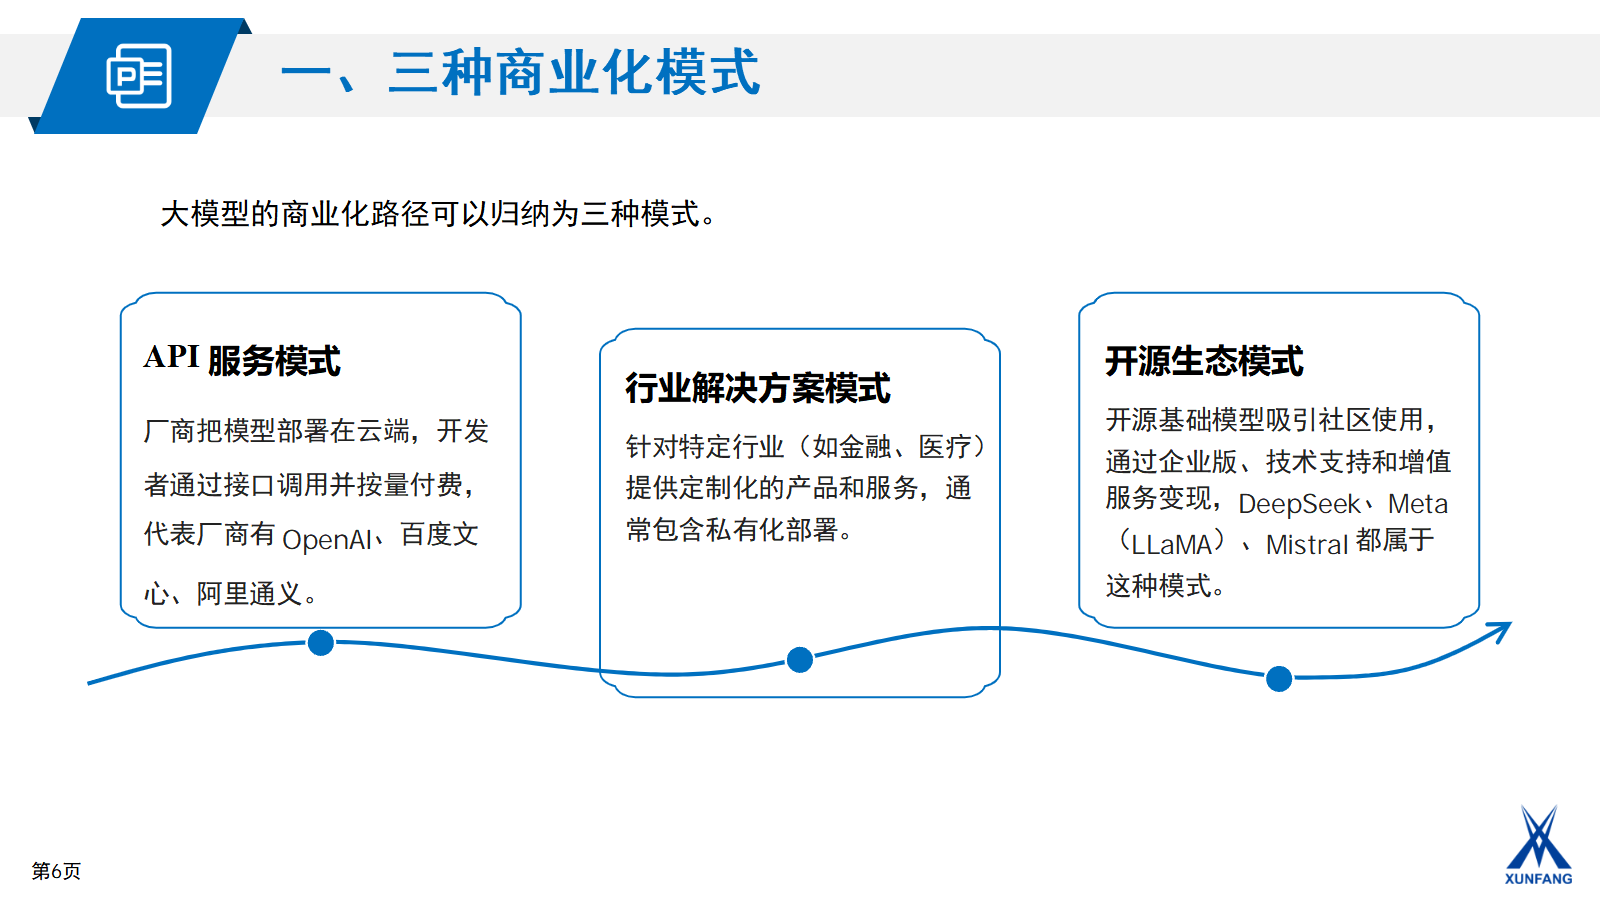 一、三种商业化模式
大模型的商业化路径可以归纳为三种模式。
API 服务模式
厂商把模型部署在云端，开发
者通过接口调用并按量付费，
代表厂商有 OpenAI、百度文
心、阿里通义。
行业解决方案模式
针对特定行业（如金融、医疗）
提供定制化的产品和服务，通
常包含私有化部署。
开源生态模式
开源基础模型吸引社区使用，
通过企业版、技术支持和增值
服务变现，DeepSeek、Meta
（LLaMA）、Mistral 都属于
这种模式。
第6页
XUNFANG